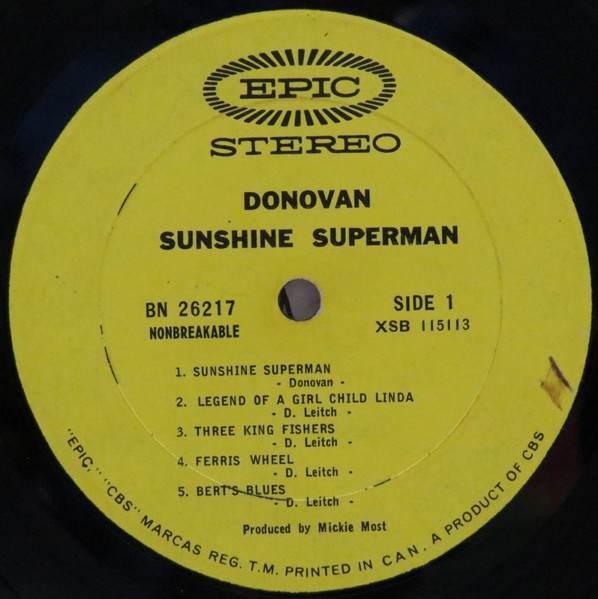 EPIC
STEREO
DONOVAN
SUNSHINE SUPERMAN
BN 26217
NONBREAKABLE
SIDE 1
XSB 115113
1. SUNSHINE SUPERMAN
- Donovan -
2. LEGEND OF A GIRL CHILD LINDA
- D. Leitch -
3. THREE KING FISHERS
- D. Leitch -
4. FERRIS WHEEL
- D. Leitch -
5. BERT'S BLUES
- D. Leitch -
Produced by Mickie Most
"EPIC," "CBS" MARCAS REG. T.M. PRINTED IN CAN. A PRODUCT OF CBS